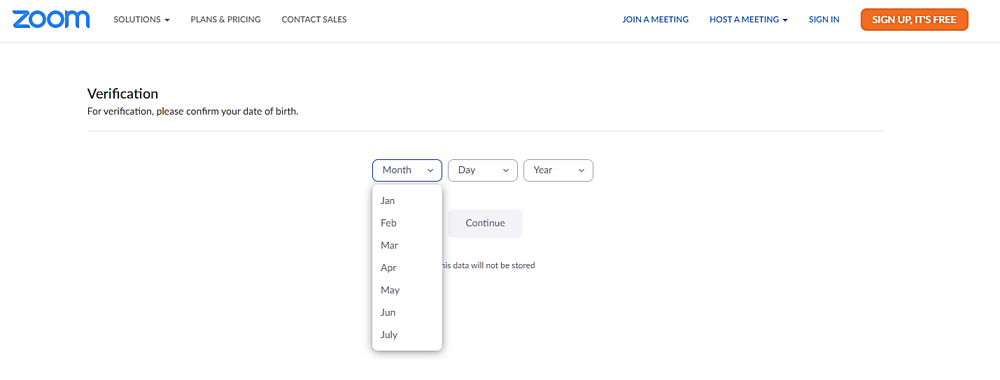 zoom SOLUTIONS PLANS & PRICING CONTACT SALES JOIN A MEETING HOST A MEETING SIGN IN SIGN UP, IT'S FREE
Verification
For verification, please confirm your date of birth.
Month Day Year
Jan
Feb
Continue
Mar
data will not be stored
Apr
May
Jun
July